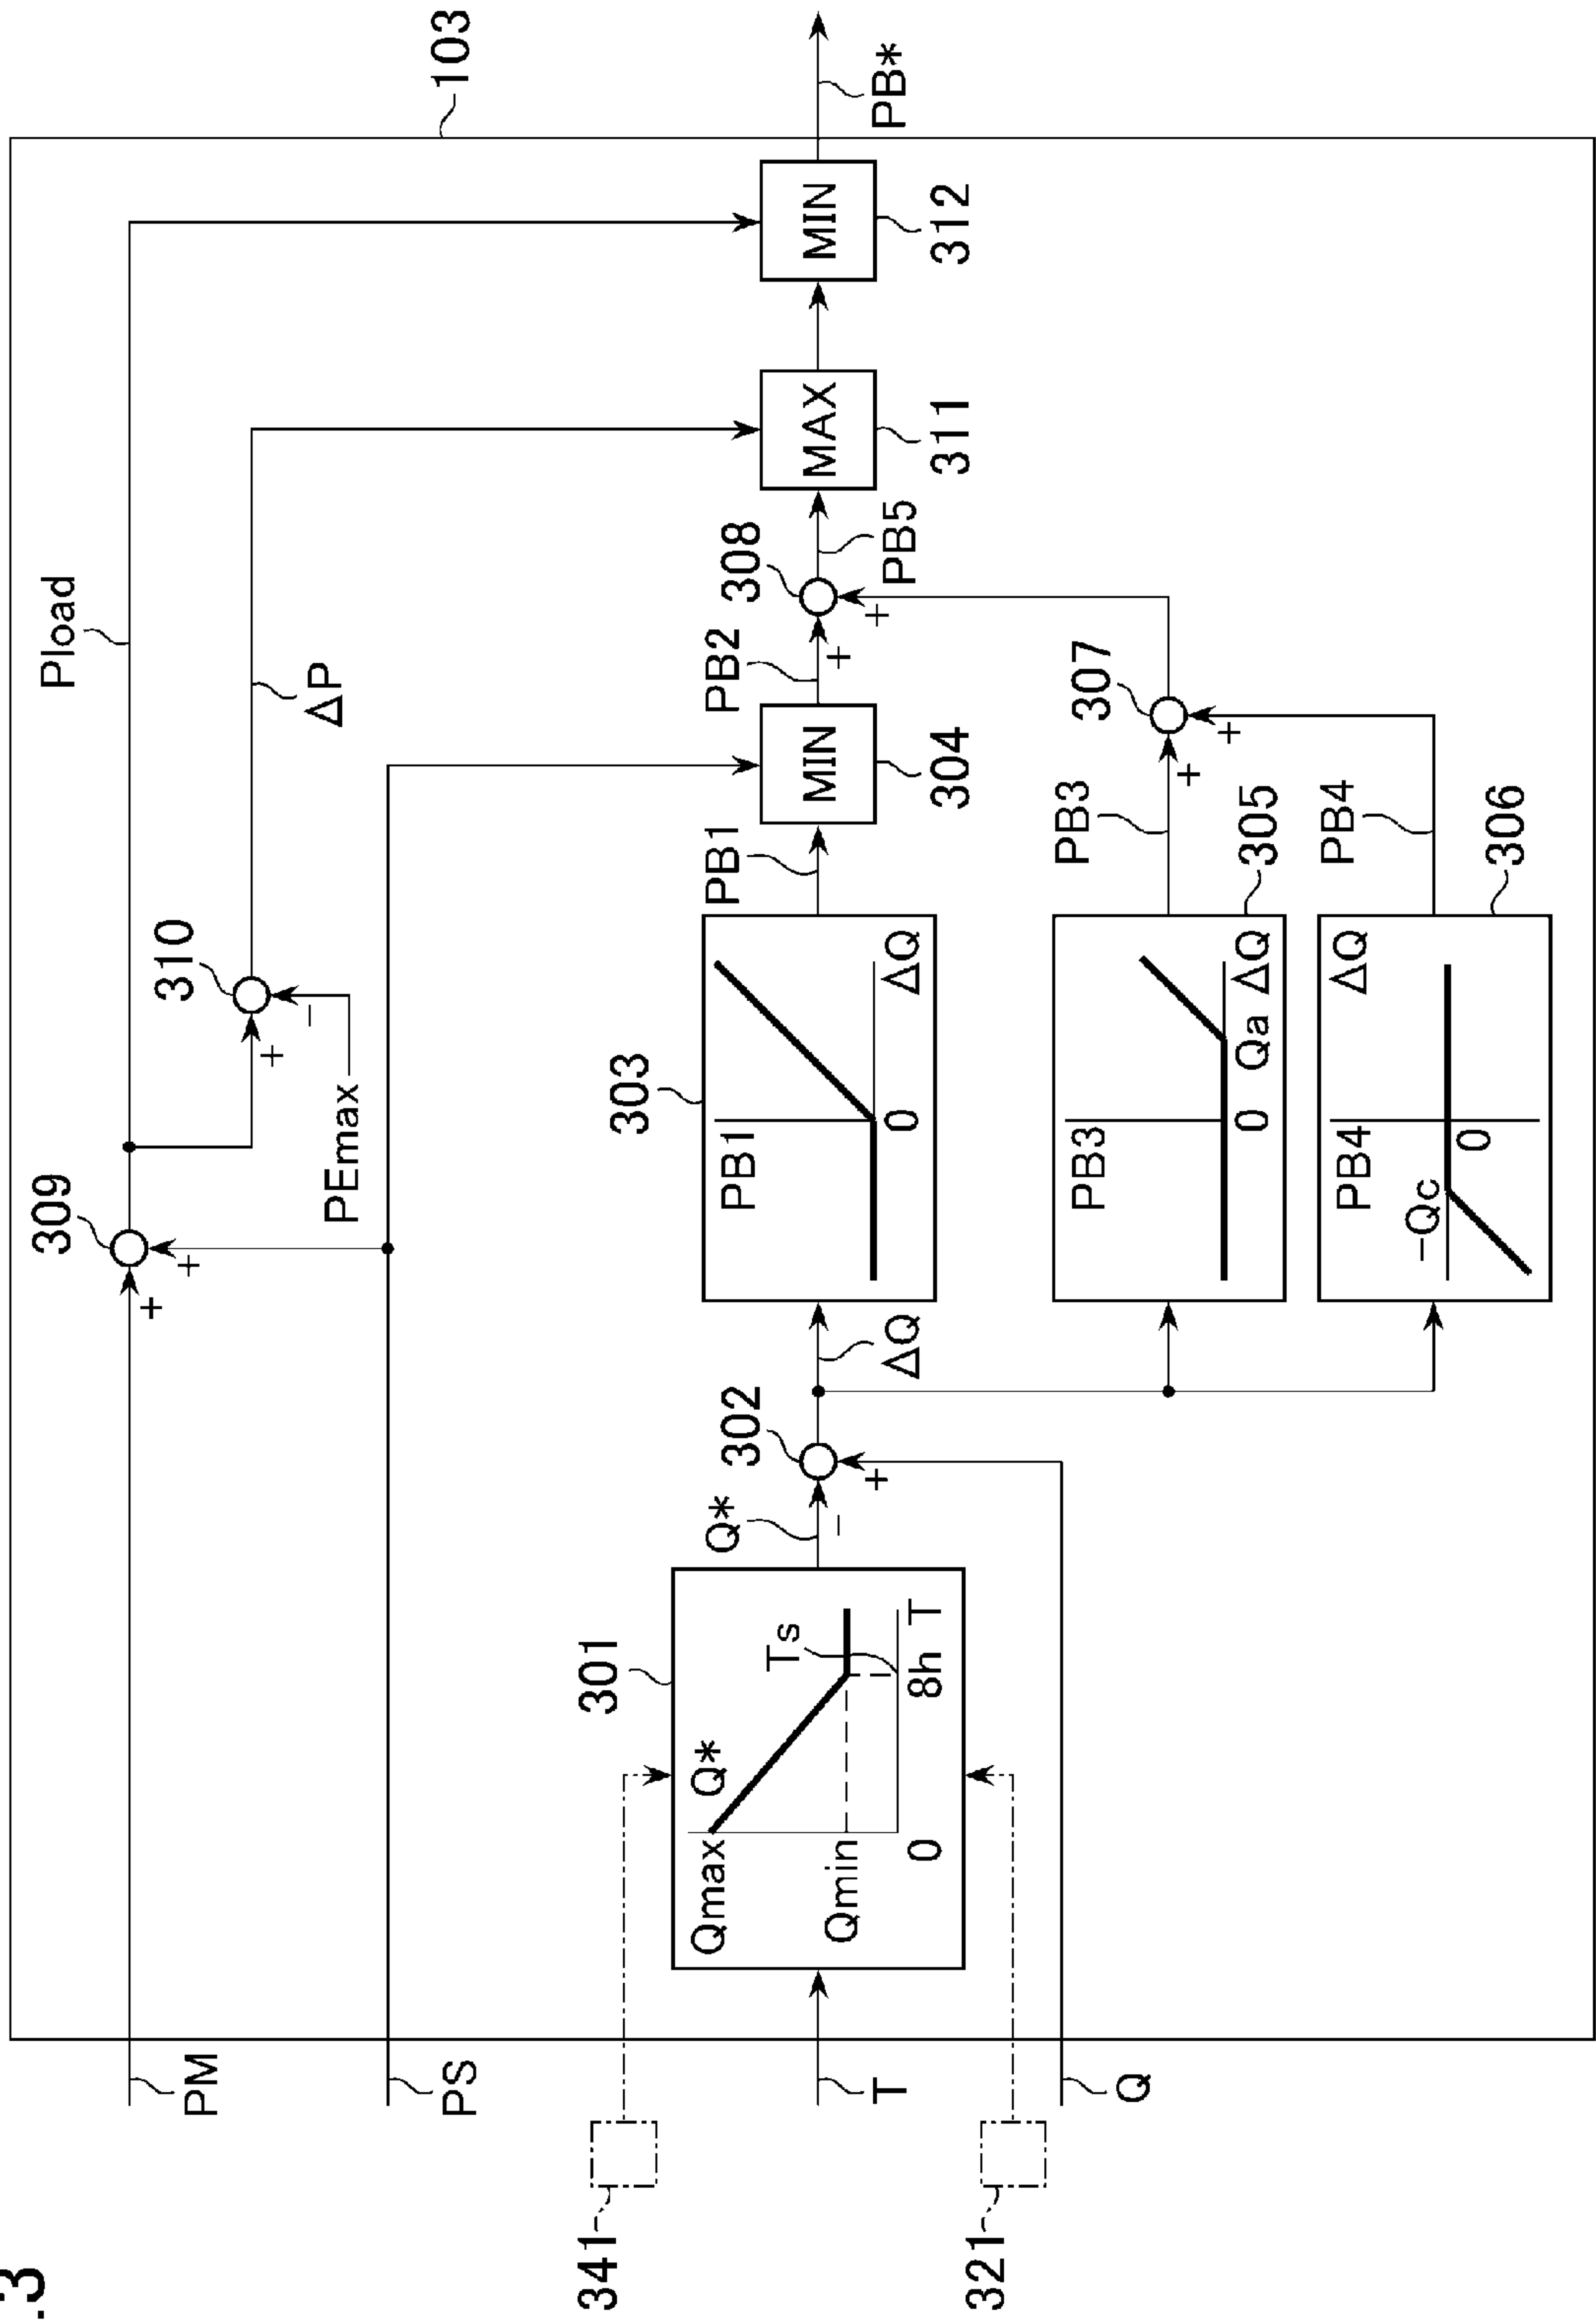 .3
103
Pload
PB*
ΔP
MIN
312
MAX
311
308
PB5
PB2
307
MIN
304
PB1
PB3
305
PB4
306
310
PEmax
309
303
PB1
0
ΔQ
PB3
0
Qa
ΔQ
PB4
-Qc
0
ΔQ
ΔQ
302
Q*
301
Qmax
Q*
Ts
Qmin
0
8h
T
PM
PS
T
Q
341
321
+
+
+
−
−
+
+
+
+
+